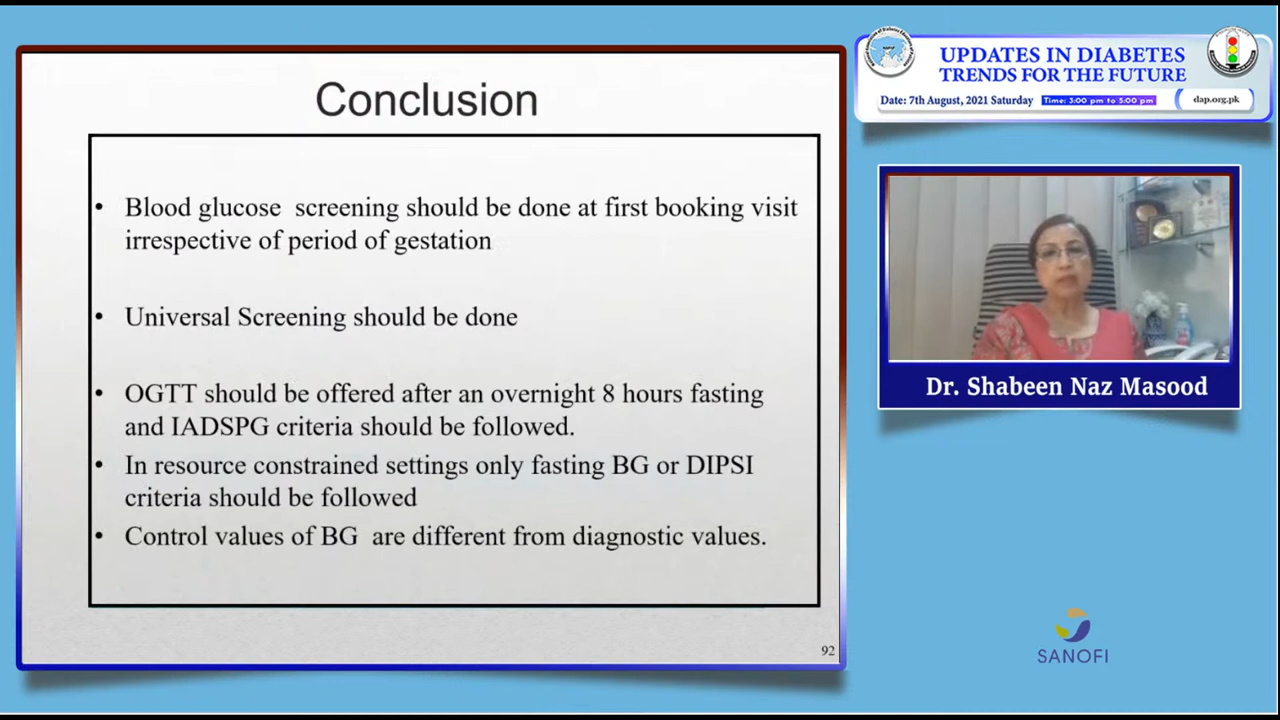 Conclusion
• Blood glucose screening should be done at first booking visit
irrespective of period of gestation
• Universal Screening should be done
• OGTT should be offered after an overnight 8 hours fasting
and IADSPG criteria should be followed.
• In resource constrained settings only fasting BG or DIPSI
criteria should be followed
• Control values of BG are different from diagnostic values.
92
UPDATES IN DIABETES
TRENDS FOR THE FUTURE
Date: 7th August, 2021 Saturday Time: 3:00 pm to 5:00 pm dap.org.pk
Dr. Shabeen Naz Masood
SANOFI